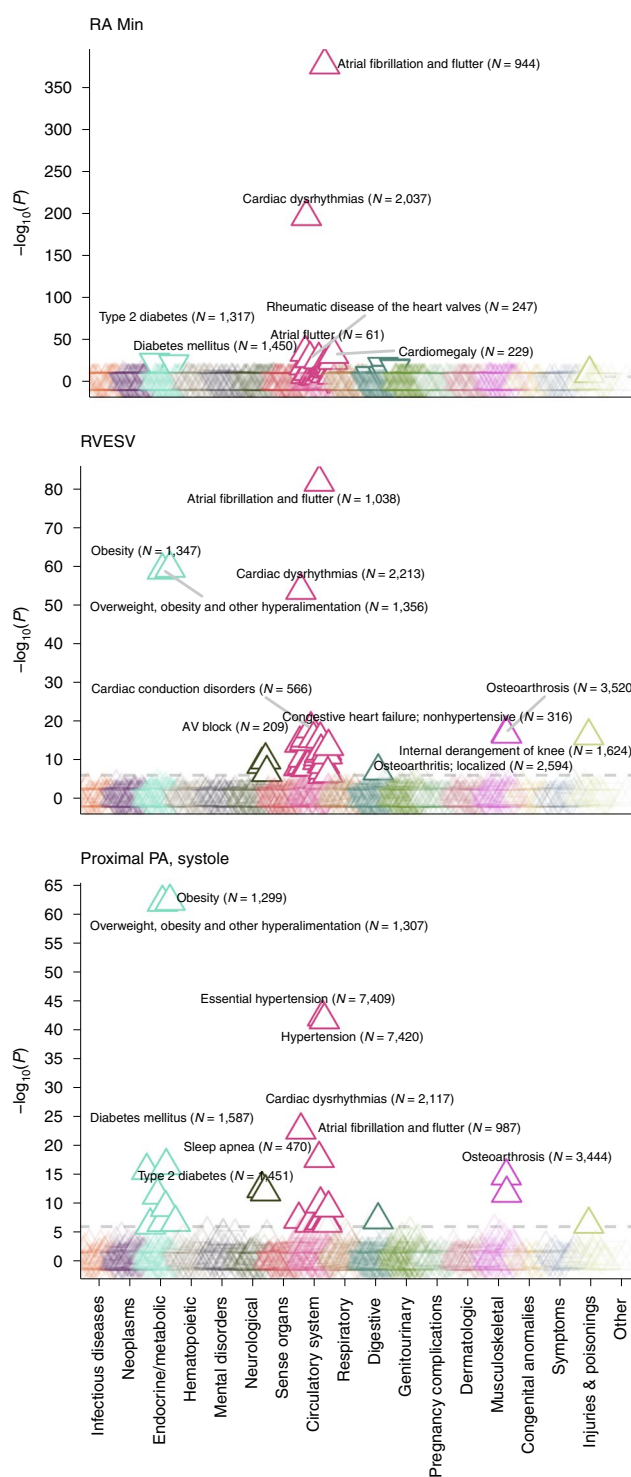 RA Min
350
300
250
200
150
100
50
0
−log10(P)
Atrial fibrillation and flutter (N = 944)
Cardiac dysrhythmias (N = 2,037)
Rheumatic disease of the heart valves (N = 247)
Type 2 diabetes (N = 1,317)
Atrial flutter (N = 61)
Diabetes mellitus (N = 1,450)
Cardiomegaly (N = 229)
RVESV
80
70
60
50
40
30
20
10
0
−log10(P)
Atrial fibrillation and flutter (N = 1,038)
Obesity (N = 1,347)
Cardiac dysrhythmias (N = 2,213)
Overweight, obesity and other hyperalimentation (N = 1,356)
Cardiac conduction disorders (N = 566)
Osteoarthrosis (N = 3,520
Congestive heart failure; nonhypertensive (N = 316)
AV block (N = 209)
Internal derangement of knee (N = 1,624)
Osteoarthritis; localized (N = 2,594)
Proximal PA, systole
65
60
55
50
45
40
35
30
25
20
15
10
5
0
−log10(P)
Obesity (N = 1,299)
Overweight, obesity and other hyperalimentation (N = 1,307)
Essential hypertension (N = 7,409)
Hypertension (N = 7,420)
Cardiac dysrhythmias (N = 2,117)
Diabetes mellitus (N = 1,587)
Atrial fibrillation and flutter (N = 987)
Sleep apnea (N = 470)
Osteoarthrosis (N = 3,444)
Type 2 diabetes (N = 1,451)
Infectious diseases
Neoplasms
Endocrine/metabolic
Hematopoietic
Mental disorders
Neurological
Sense organs
Circulatory system
Respiratory
Digestive
Genitourinary
Pregnancy complications
Dermatologic
Musculoskeletal
Congenital anomalies
Symptoms
Injuries & poisonings
Other